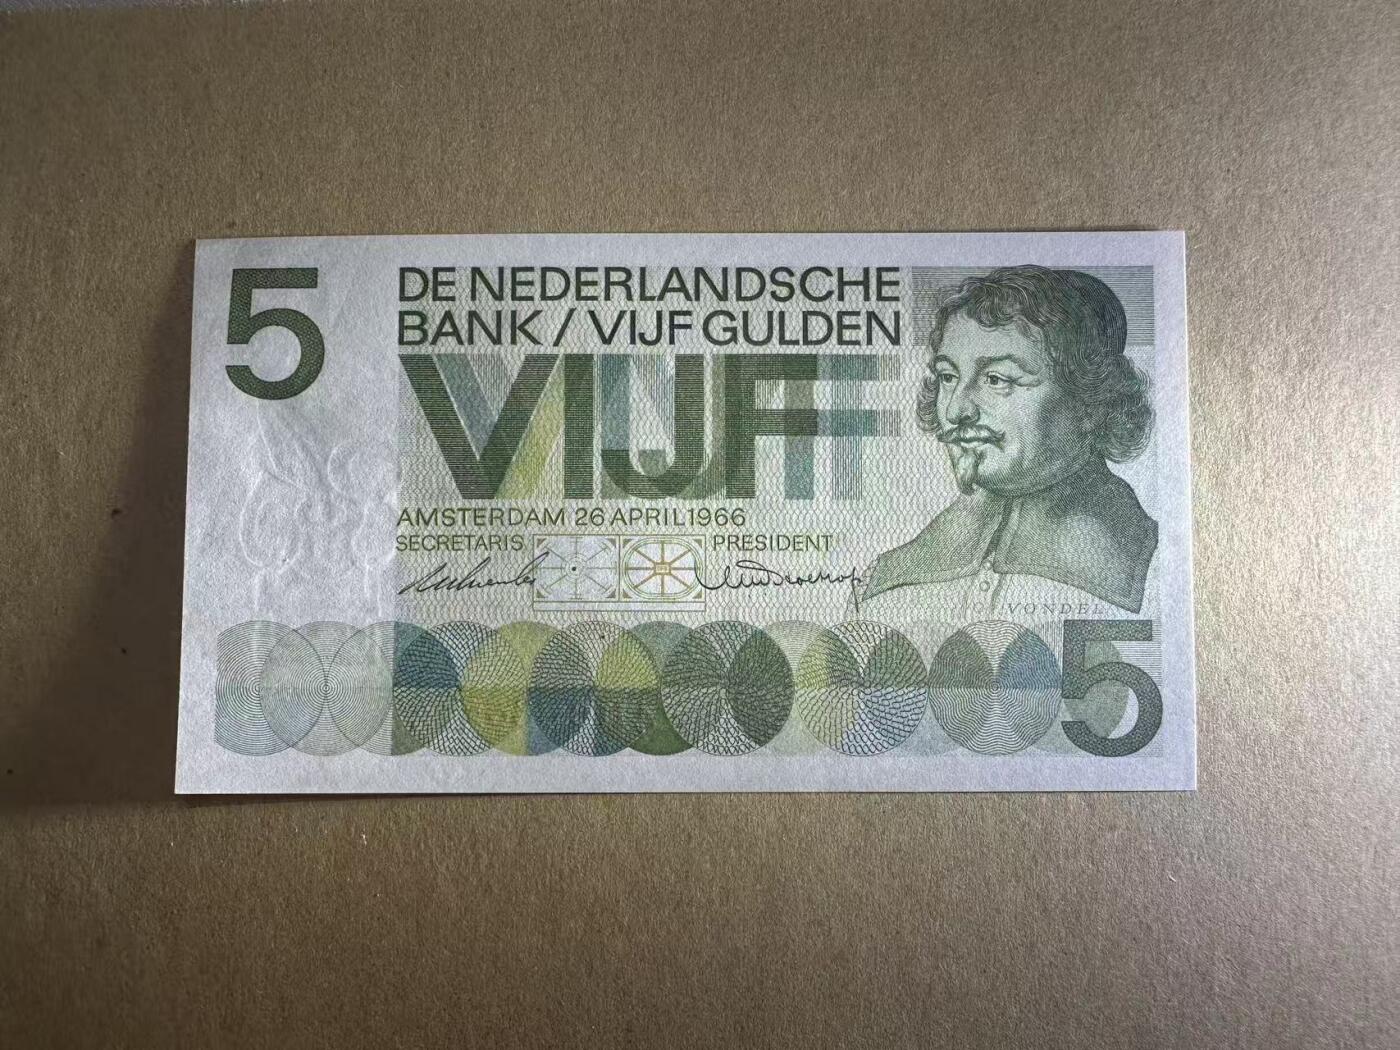 5
DE NEDERLANDSCHE
BANK / VIJF GULDEN
VIJF
AMSTERDAM 26 APRIL 1966
SECRETARIS PRESIDENT
VONDEL
5